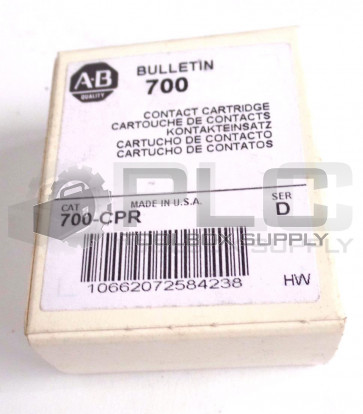 A-B
QUALITY
BULLETIN
700
CONTACT CARTRIDGE
CARTOUCHE DE CONTACTS
KONTAKTEINSATZ
CARTUCHO DE CONTACTO
CARTUCHO DE CONTATOS
CAT
MADE IN U.S.A.
SER
700-CPR
D
PLC
TOOLBOX SUPPLY
10662072584238
HW